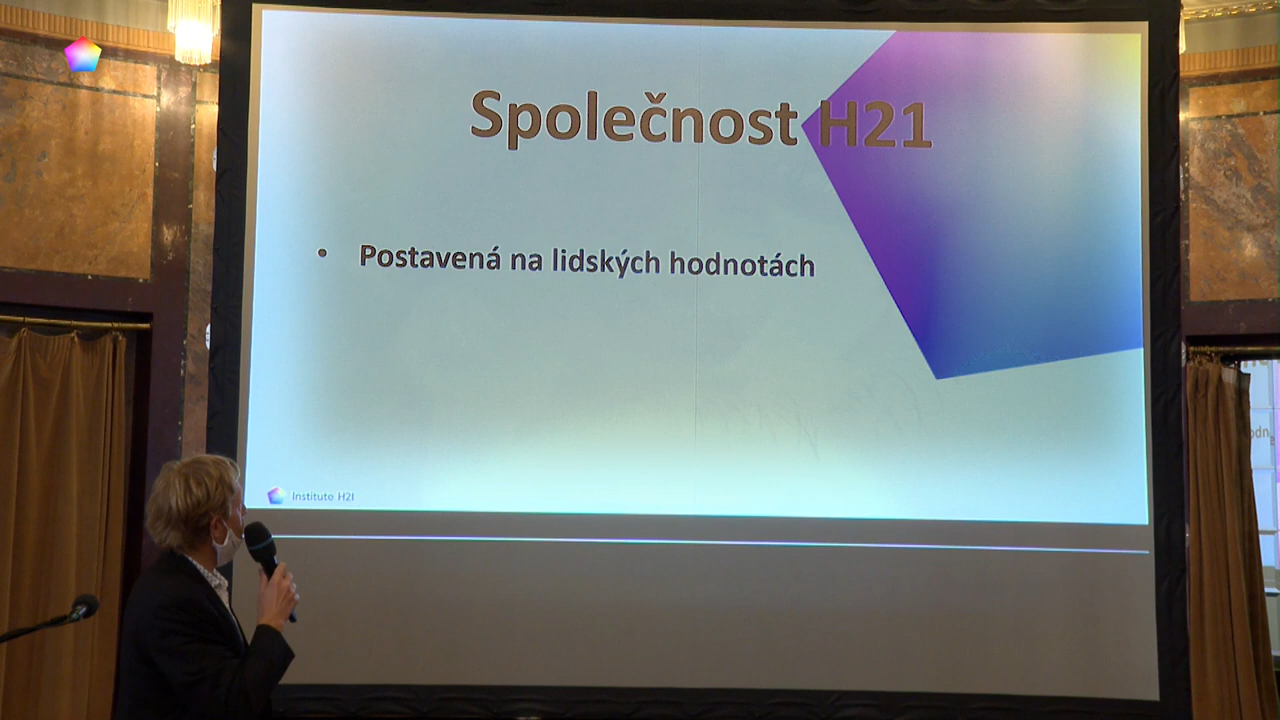 Společnost H21
• Postavená na lidských hodnotách
Institute H21